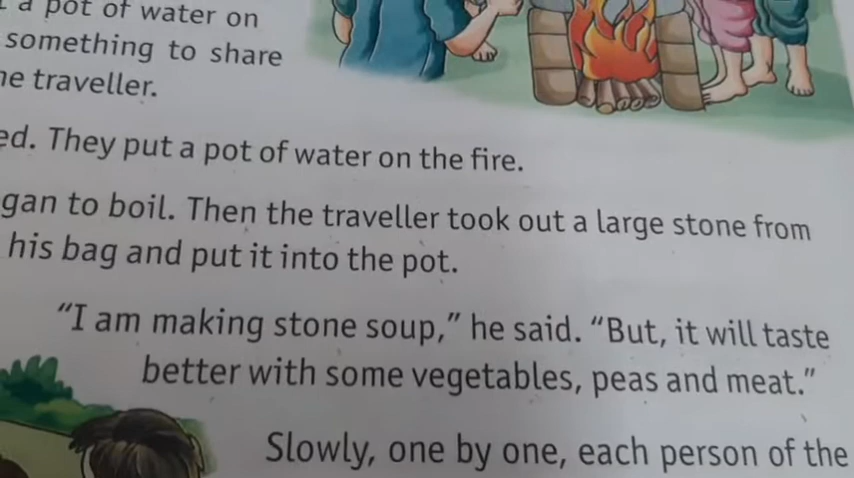 a pot of water on
something to share
traveller.
They put a pot of water on the fire.
to boil. Then the traveller took out a large stone from
his bag and put it into the pot.
“I am making stone soup,” he said. “But, it will taste
better with some vegetables, peas and meat.”
Slowly, one by one, each person of the